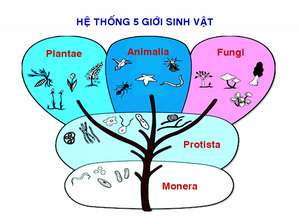 HỆ THỐNG 5 GIỚI SINH VẬT
Plantae
Animalia
Fungi
Protista
Monera